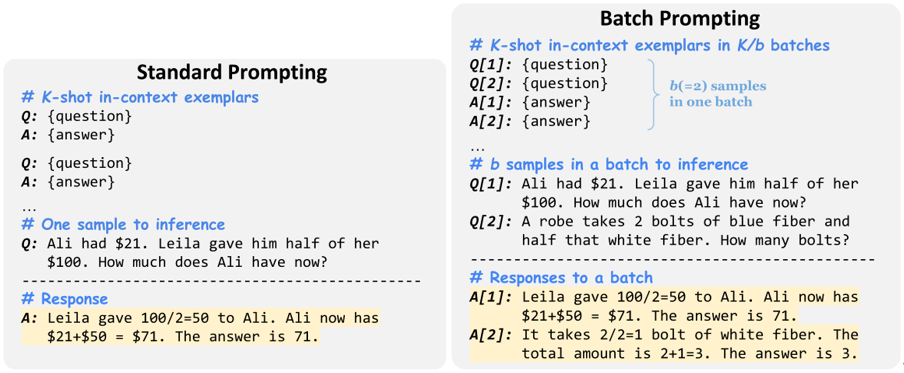 Standard Prompting
# K-shot in-context exemplars
Q: {question}
A: {answer}
Q: {question}
A: {answer}
...
# One sample to inference
Q: Ali had $21. Leila gave him half of her
$100. How much does Ali have now?
# Response
A: Leila gave 100/2=50 to Ali. Ali now has
$21+$50 = $71. The answer is 71.
Batch Prompting
# K-shot in-context exemplars in K/b batches
Q[1]: {question}
Q[2]: {question}
A[1]: {answer}
A[2]: {answer}
b(=2) samples
in one batch
...
# b samples in a batch to inference
Q[1]: Ali had $21. Leila gave him half of her
$100. How much does Ali have now?
Q[2]: A robe takes 2 bolts of blue fiber and
half that white fiber. How many bolts?
# Responses to a batch
A[1]: Leila gave 100/2=50 to Ali. Ali now has
$21+$50 = $71. The answer is 71.
A[2]: It takes 2/2=1 bolt of white fiber. The
total amount is 2+1=3. The answer is 3.